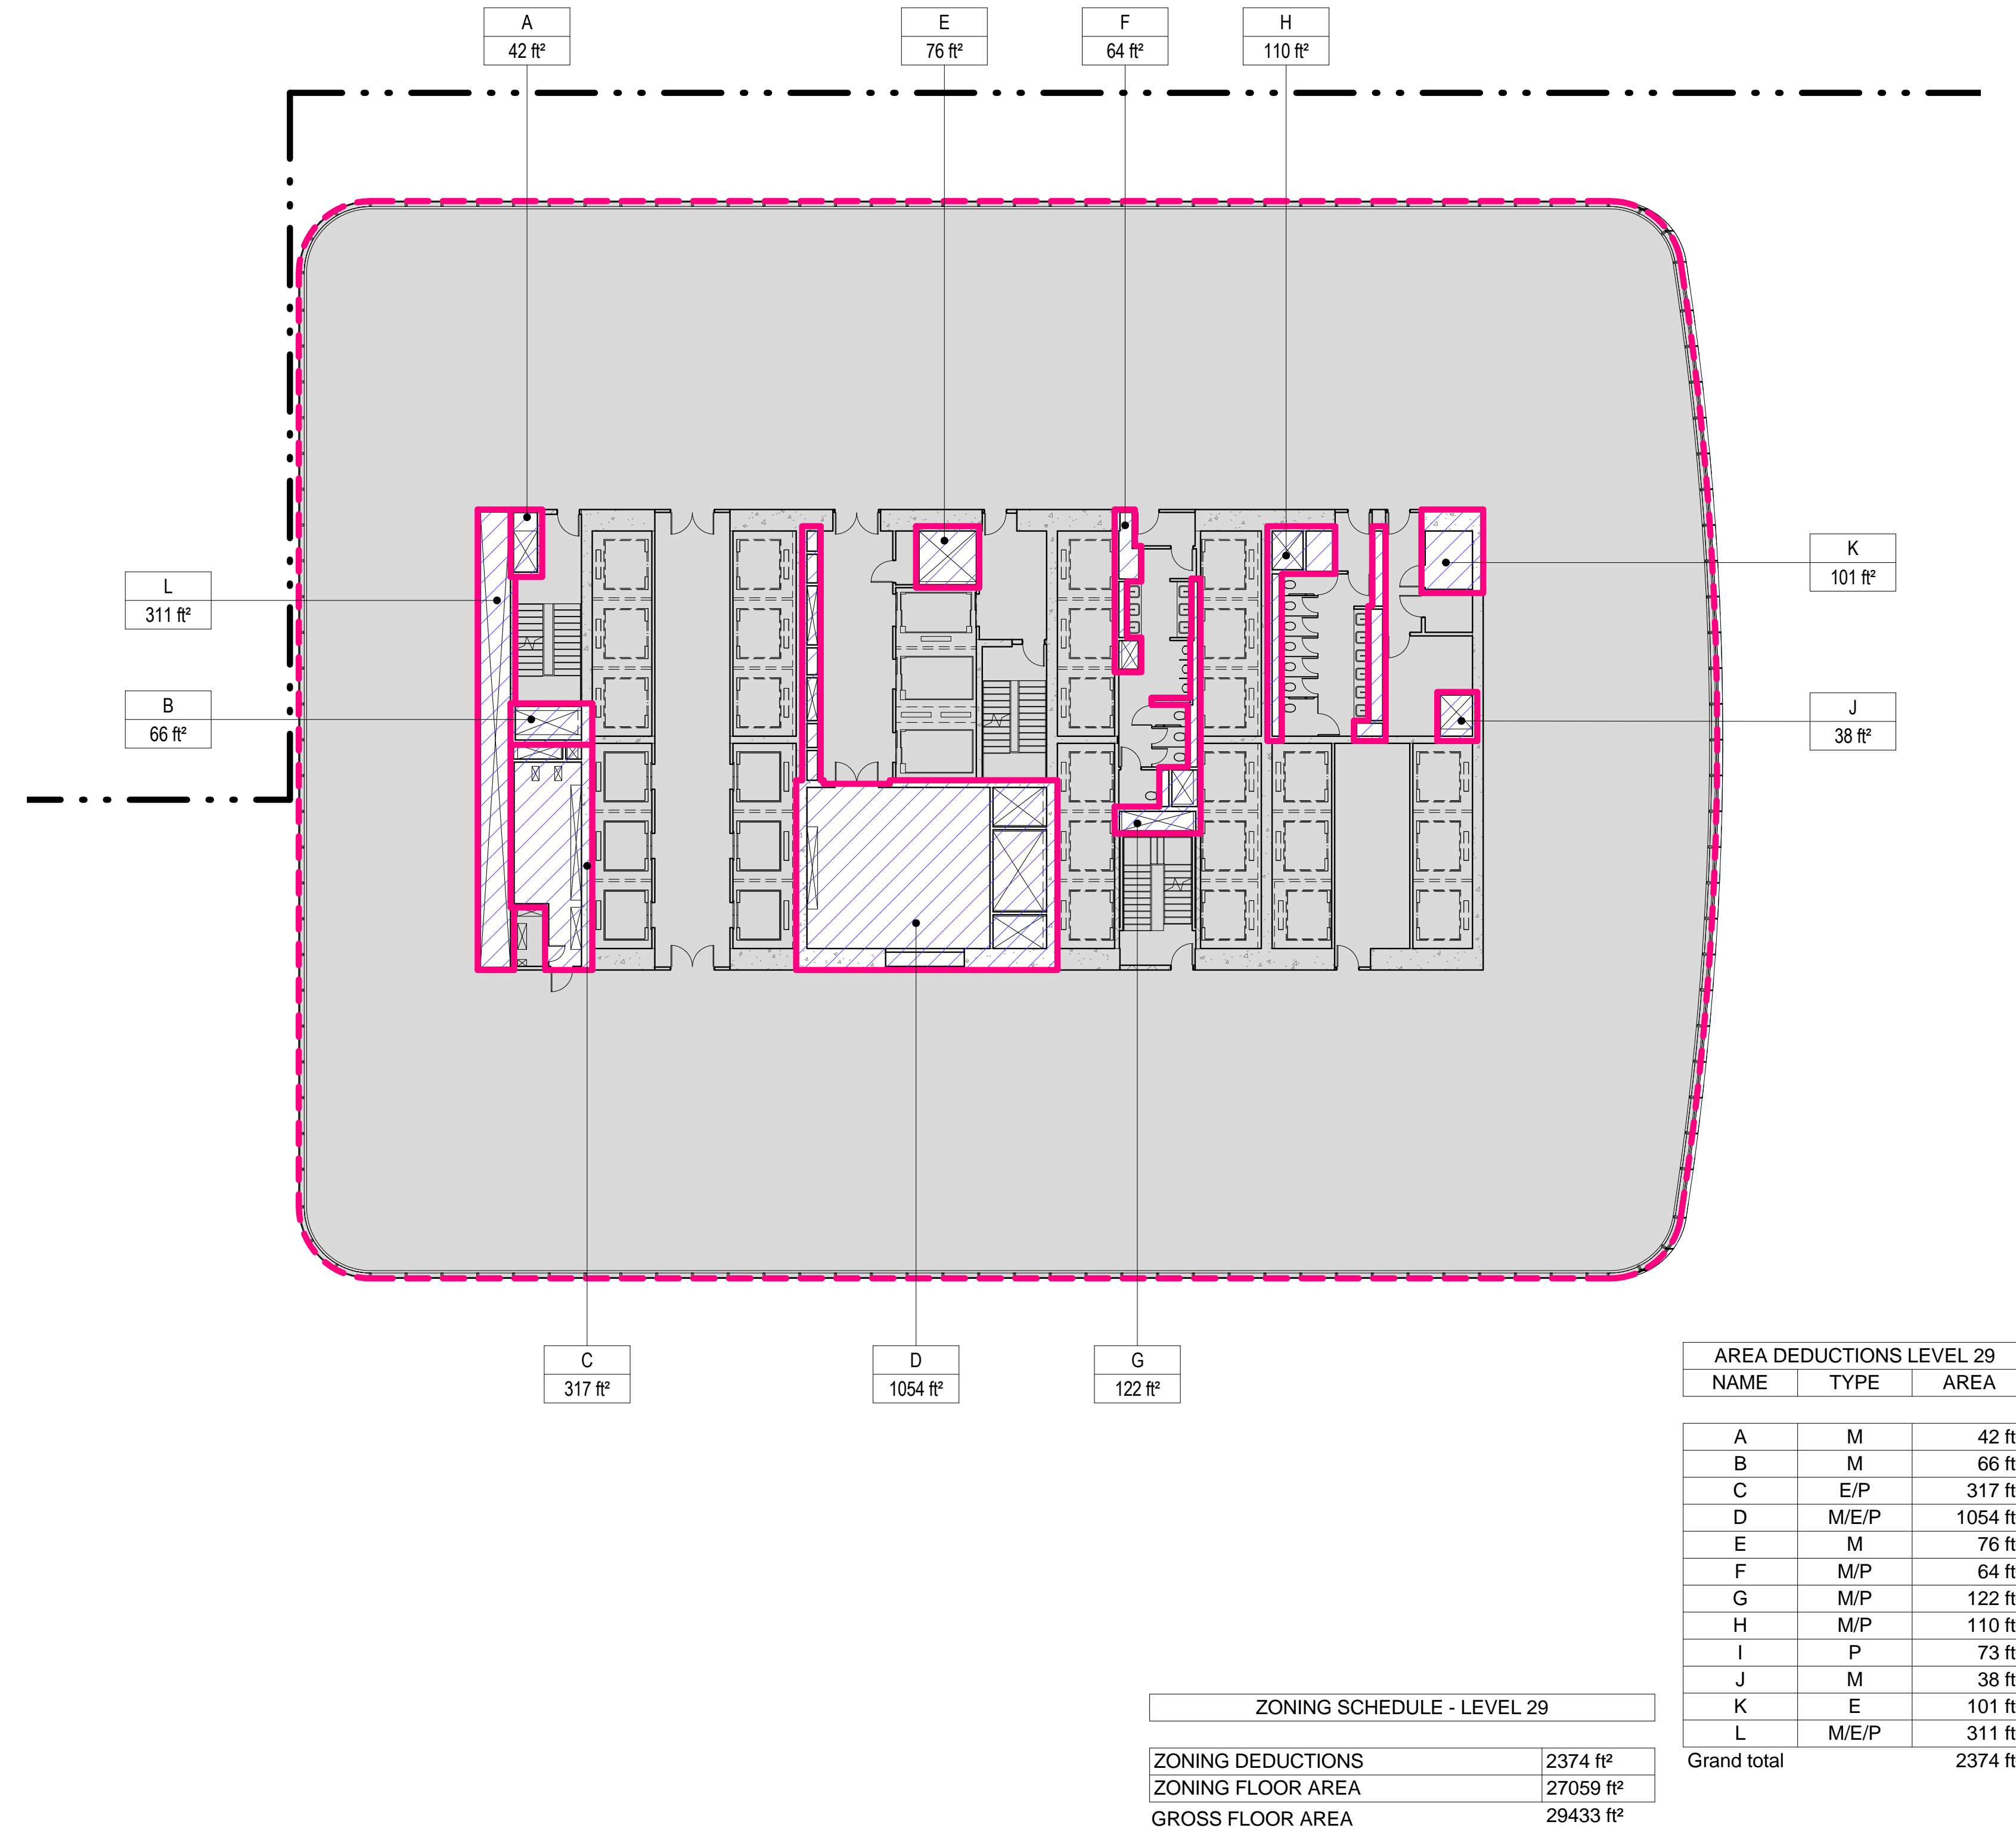 A
42 ft²
E
76 ft²
F
64 ft²
H
110 ft²
K
101 ft²
L
311 ft²
B
66 ft²
J
38 ft²
C
317 ft²
D
1054 ft²
G
122 ft²
AREA DEDUCTIONS LEVEL 29
NAME TYPE AREA
A M 42 ft
B M 66 ft
C E/P 317 ft
D M/E/P 1054 ft
E M 76 ft
F M/P 64 ft
G M/P 122 ft
H M/P 110 ft
I P 73 ft
J M 38 ft
K E 101 ft
L M/E/P 311 ft
Grand total 2374 ft
ZONING SCHEDULE - LEVEL 29
ZONING DEDUCTIONS 2374 ft²
ZONING FLOOR AREA 27059 ft²
GROSS FLOOR AREA 29433 ft²